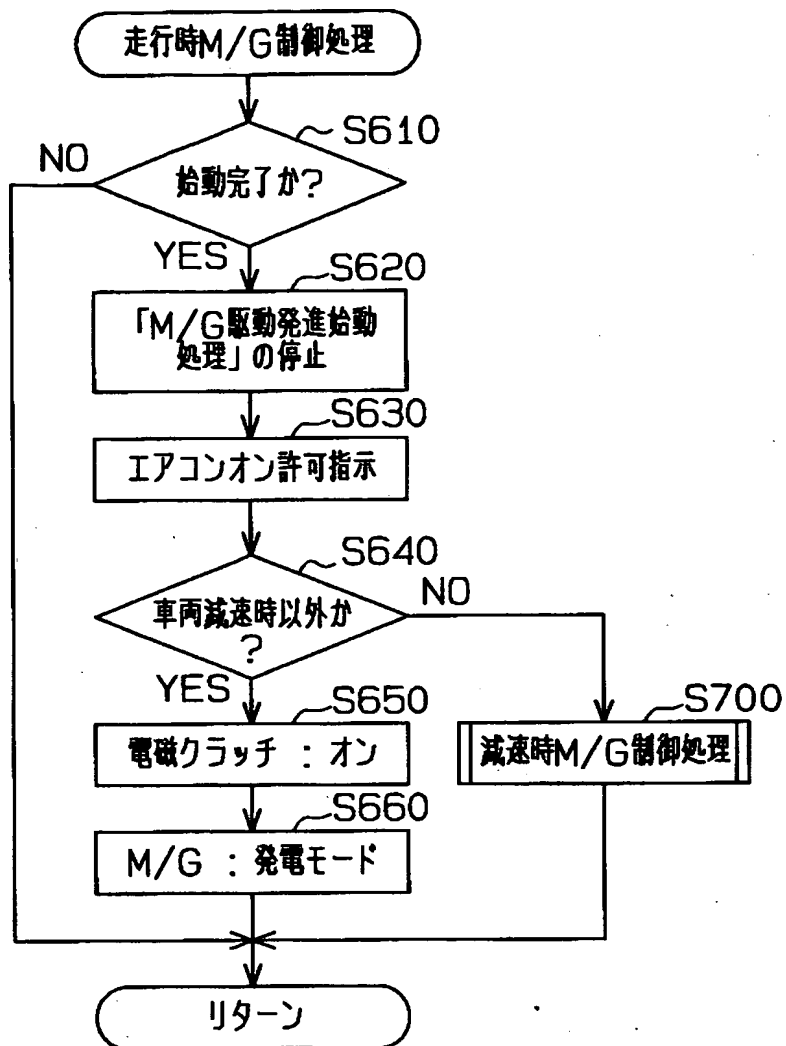 走行時M/G制御処理
S610
NO
始動完了か?
YES
S620
「M/G駆動発進始動
処理」の停止
S630
エアコンオン許可指示
S640
NO
車両減速時以外か
?
YES
S650
S700
電磁クラッチ : オン
減速時M/G制御処理
S660
M/G : 発電モード
リターン